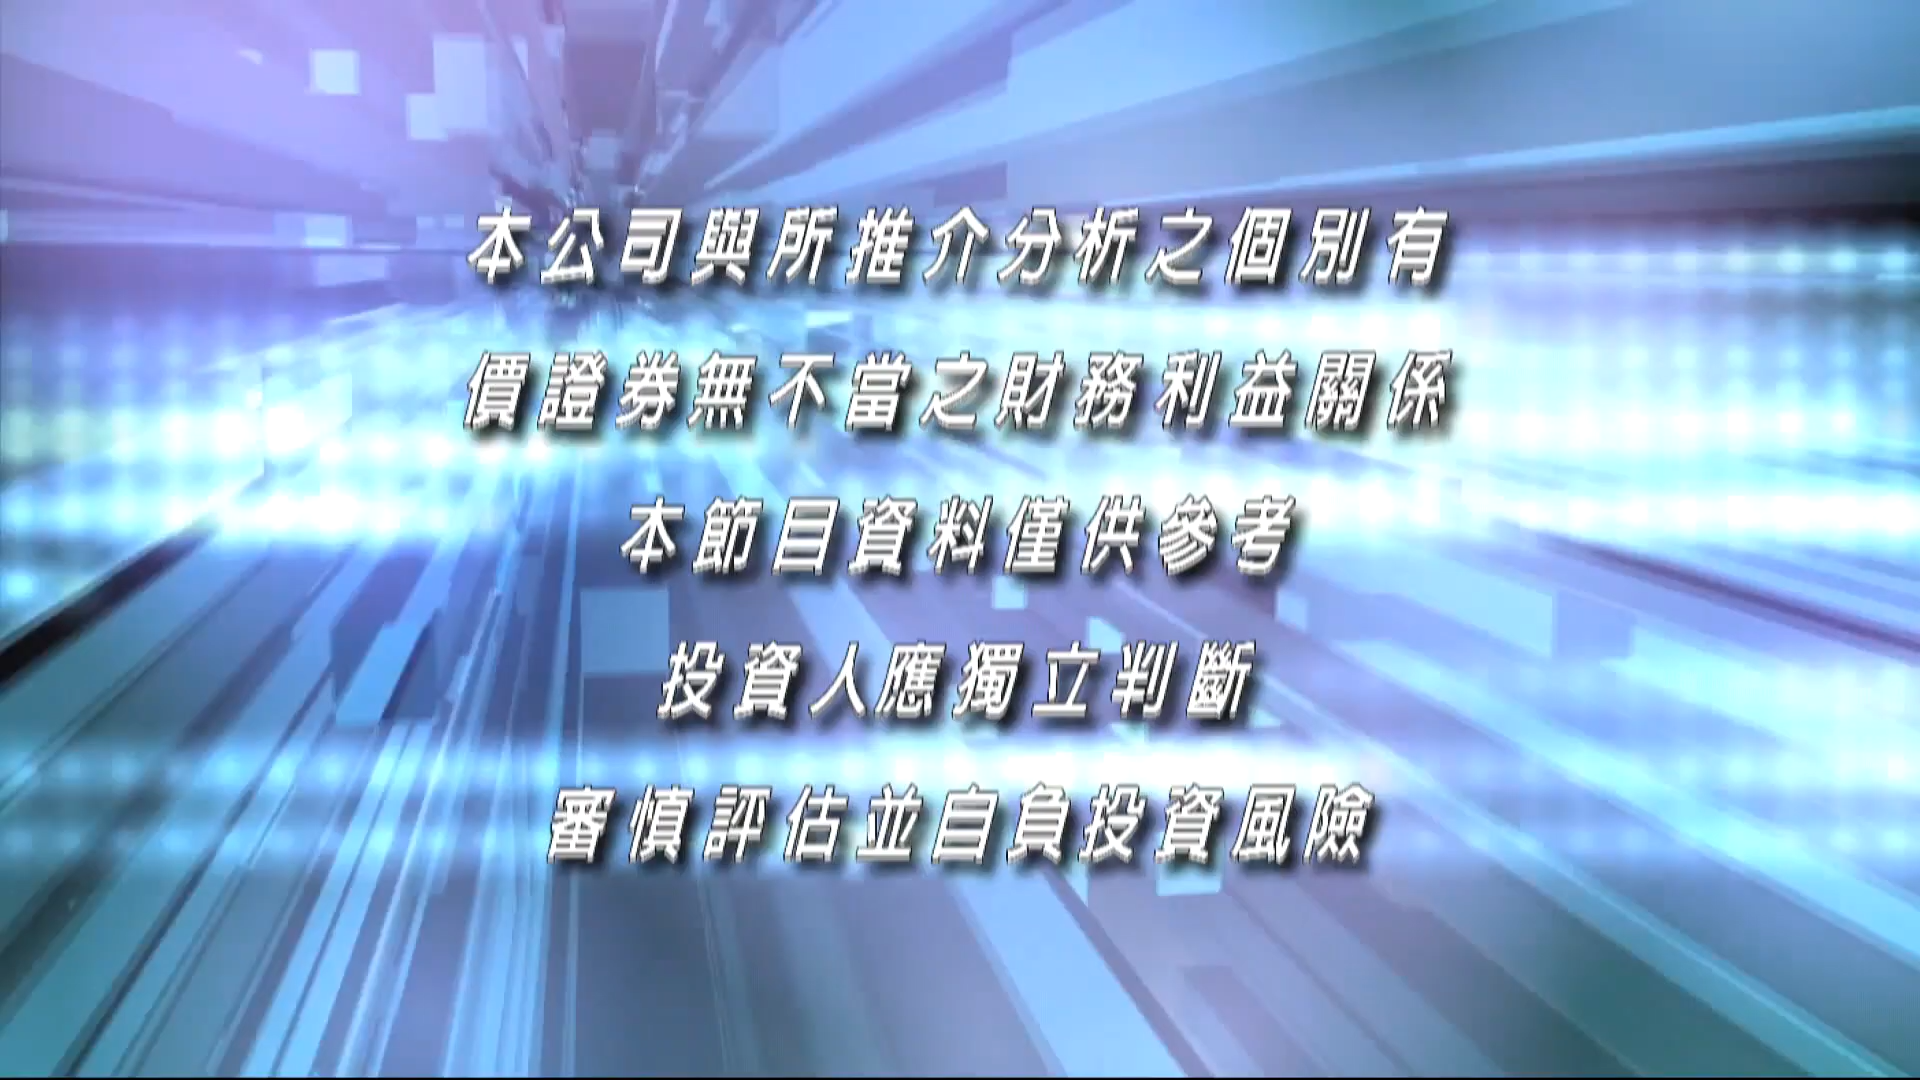 本公司與所推介分析之個別有
價證券無不當之財務利益關係
本節目資料僅供參考
投資人應獨立判斷
審慎評估並自負投資風險